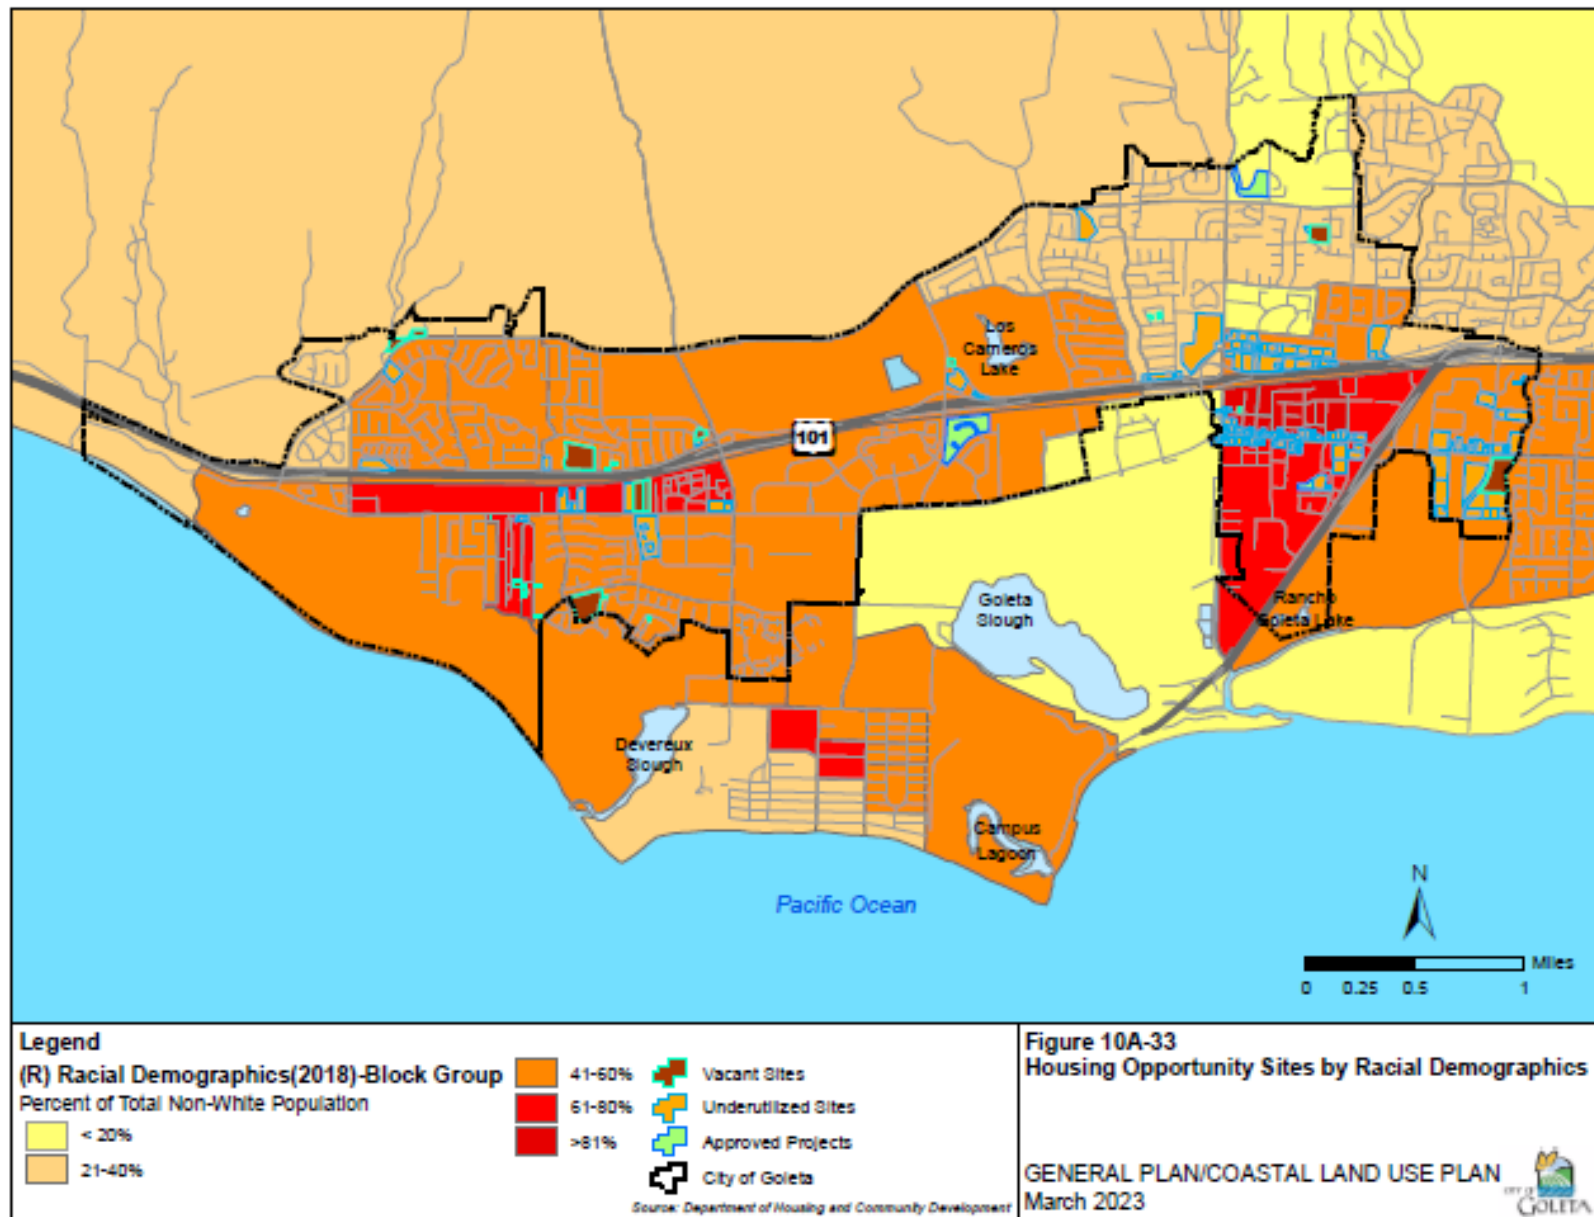 Los
Carneros
Lake
101
Goleta
Slough
Rancho
Goleta Lake
Devereux
Slough
Campus
Lagoon
Pacific Ocean
N
Miles
0 0.25 0.5 1
Legend
(R) Racial Demographics(2018)-Block Group
Percent of Total Non-White Population
< 20%
21-40%
41-60%
61-80%
>81%
Vacant Sites
Underutilized Sites
Approved Projects
City of Goleta
Source: Department of Housing and Community Development
Figure 10A-33
Housing Opportunity Sites by Racial Demographics
GENERAL PLAN/COASTAL LAND USE PLAN
March 2023
CITY OF
GOLETA